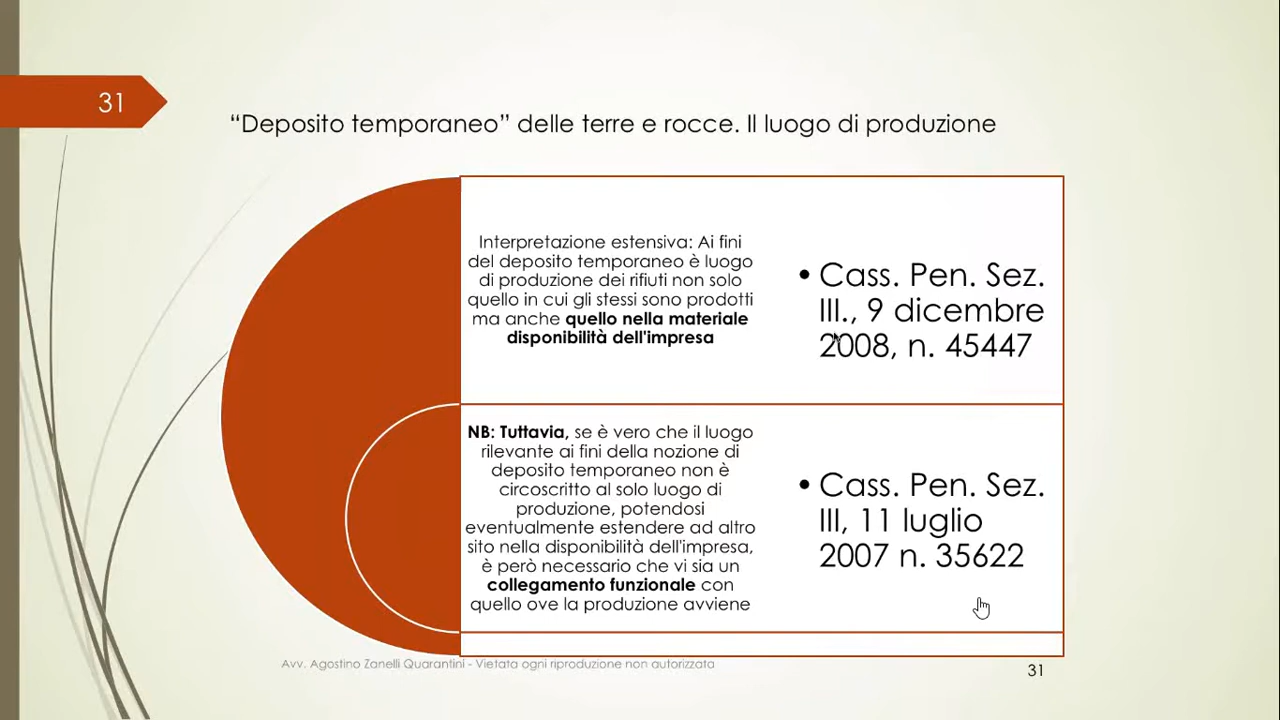 31
“Deposito temporaneo” delle terre e rocce. Il luogo di produzione
Interpretazione estensiva: Ai fini
del deposito temporaneo è luogo
di produzione dei rifiuti non solo
quello in cui gli stessi sono prodotti
ma anche quello nella materiale
disponibilità dell'impresa
• Cass. Pen. Sez.
III., 9 dicembre
2008, n. 45447
NB: Tuttavia, se è vero che il luogo
rilevante ai fini della nozione di
deposito temporaneo non è
circoscritto al solo luogo di
produzione, potendosi
eventualmente estendere ad altro
sito nella disponibilità dell'impresa,
è però necessario che vi sia un
collegamento funzionale con
quello ove la produzione avviene
• Cass. Pen. Sez.
III, 11 luglio
2007 n. 35622
Avv. Agostino Zanelli Quarantini - Vietata ogni riproduzione non autorizzata
31